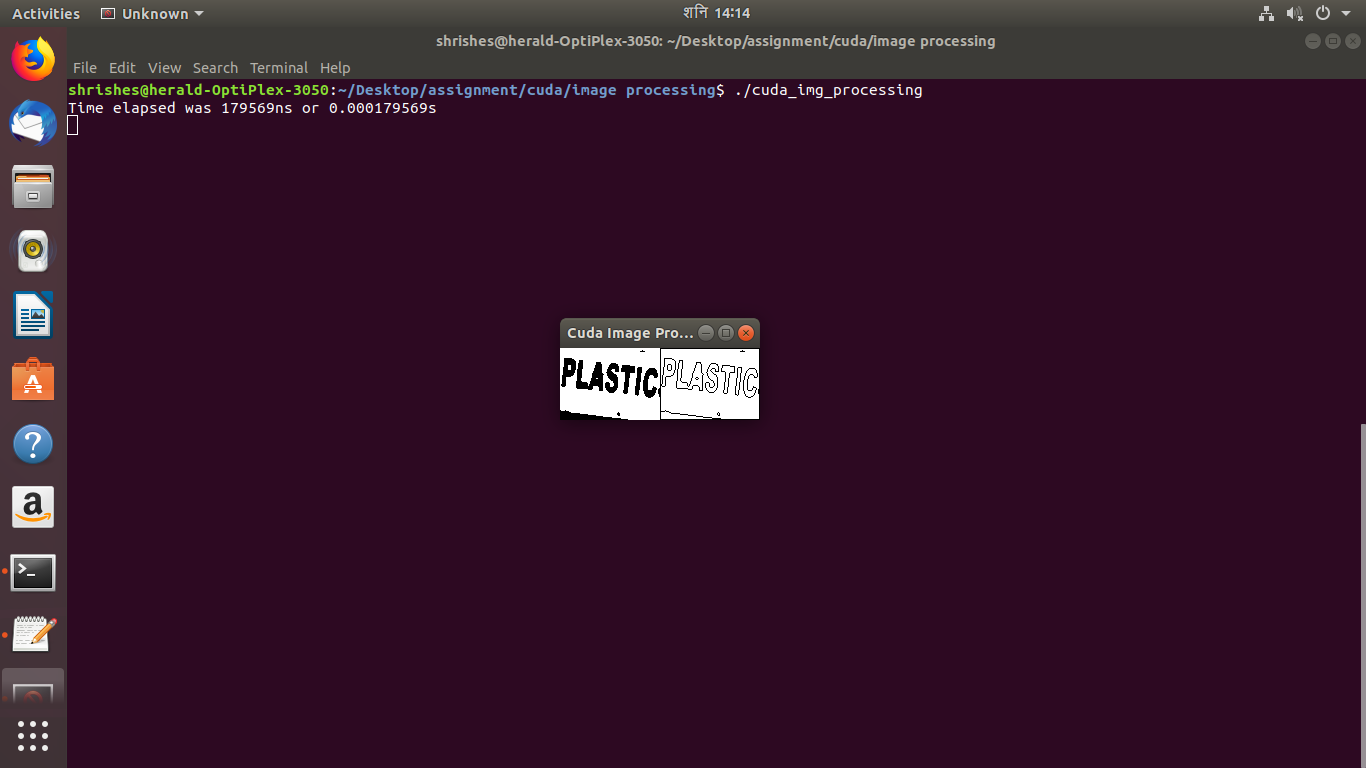 Activities Unknown शनि 14:14
shrishes@herald-OptiPlex-3050: ~/Desktop/assignment/cuda/image processing
File Edit View Search Terminal Help
shrishes@herald-OptiPlex-3050:~/Desktop/assignment/cuda/image processing$ ./cuda_img_processing
Time elapsed was 179569ns or 0.000179569s
Cuda Image Pro...
PLASTIC PLASTIC